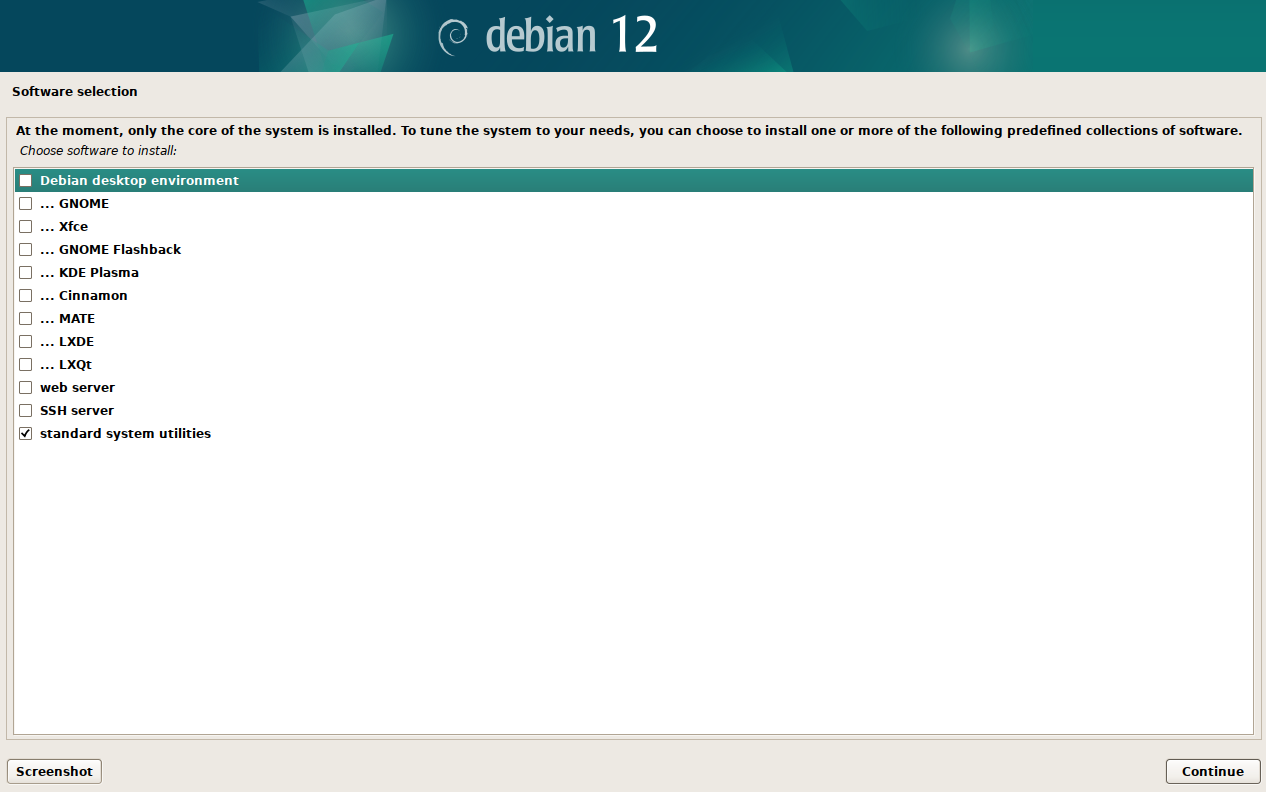 debian 12
Software selection
At the moment, only the core of the system is installed. To tune the system to your needs, you can choose to install one or more of the following predefined collections of software.
Choose software to install:
Debian desktop environment
... GNOME
... Xfce
... GNOME Flashback
... KDE Plasma
... Cinnamon
... MATE
... LXDE
... LXQt
web server
SSH server
standard system utilities
Screenshot
Continue